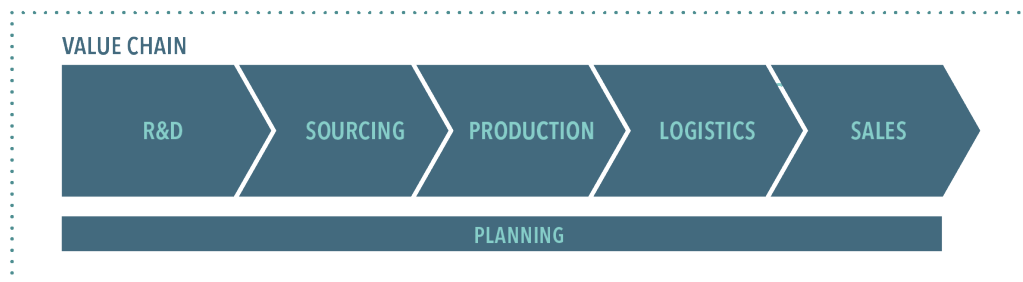 VALUE CHAIN
R&D
SOURCING
PRODUCTION
LOGISTICS
SALES
PLANNING